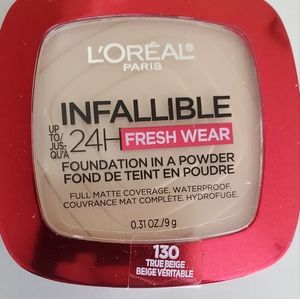 L'ORÉAL
PARIS
INFALLIBLE
UP TO/
JUS-
QU'À
24H FRESH WEAR
FOUNDATION IN A POWDER
FOND DE TEINT EN POUDRE
FULL MATTE COVERAGE. WATERPROOF.
COUVRANCE MAT COMPLÈTE. HYDROFUGE.
0.31 OZ/9 g
130
TRUE BEIGE
BEIGE VÉRITABLE